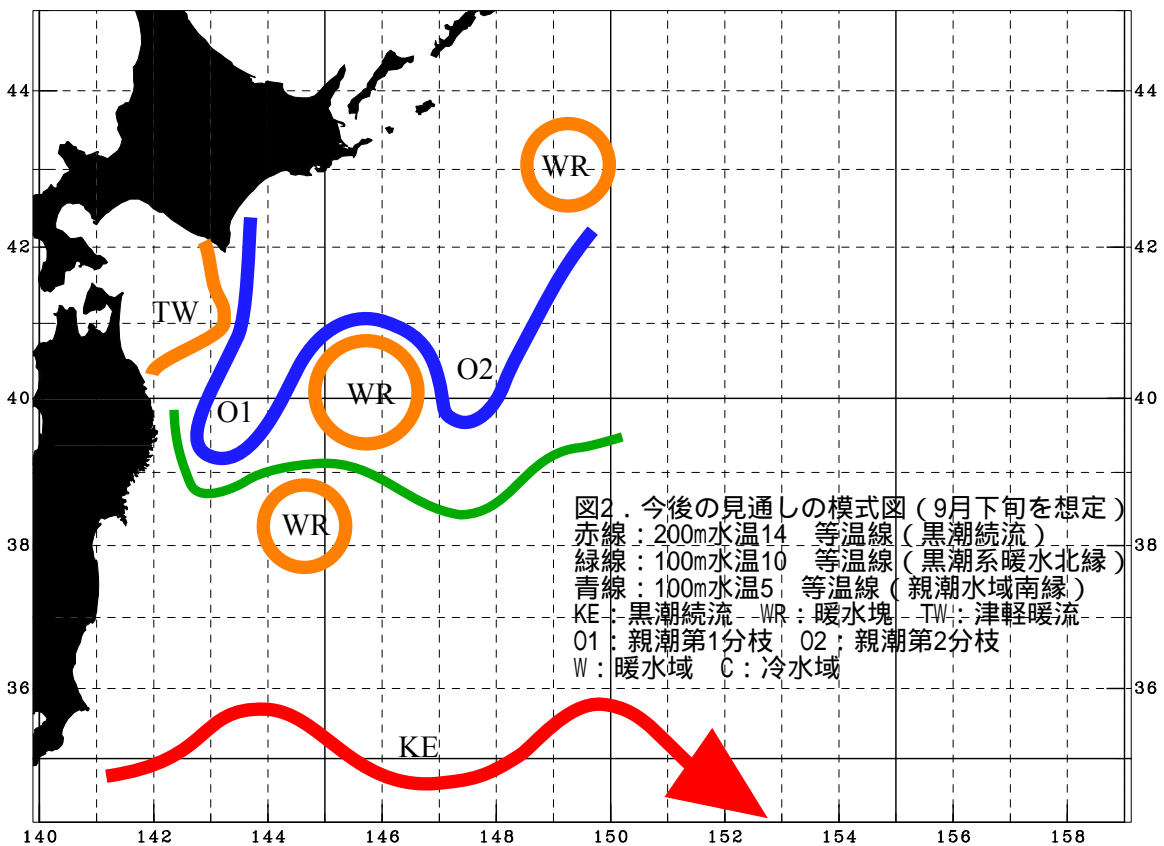 44
44
WR
42
42
TW
O2
WR
O1
40
40
図2．今後の見通しの模式図（9月下旬を想定）
WR
赤線：200m水温14　等温線（黒潮続流）
38
38
緑線：100m水温10　等温線（黒潮系暖水北縁）
青線：100m水温5　等温線（親潮水域南縁）
KE：黒潮続流　WR：暖水塊　TW：津軽暖流
O1：親潮第1分枝　O2：親潮第2分枝
W：暖水域　C：冷水域
36
36
KE
140 142 144 146 148 150 152 154 156 158